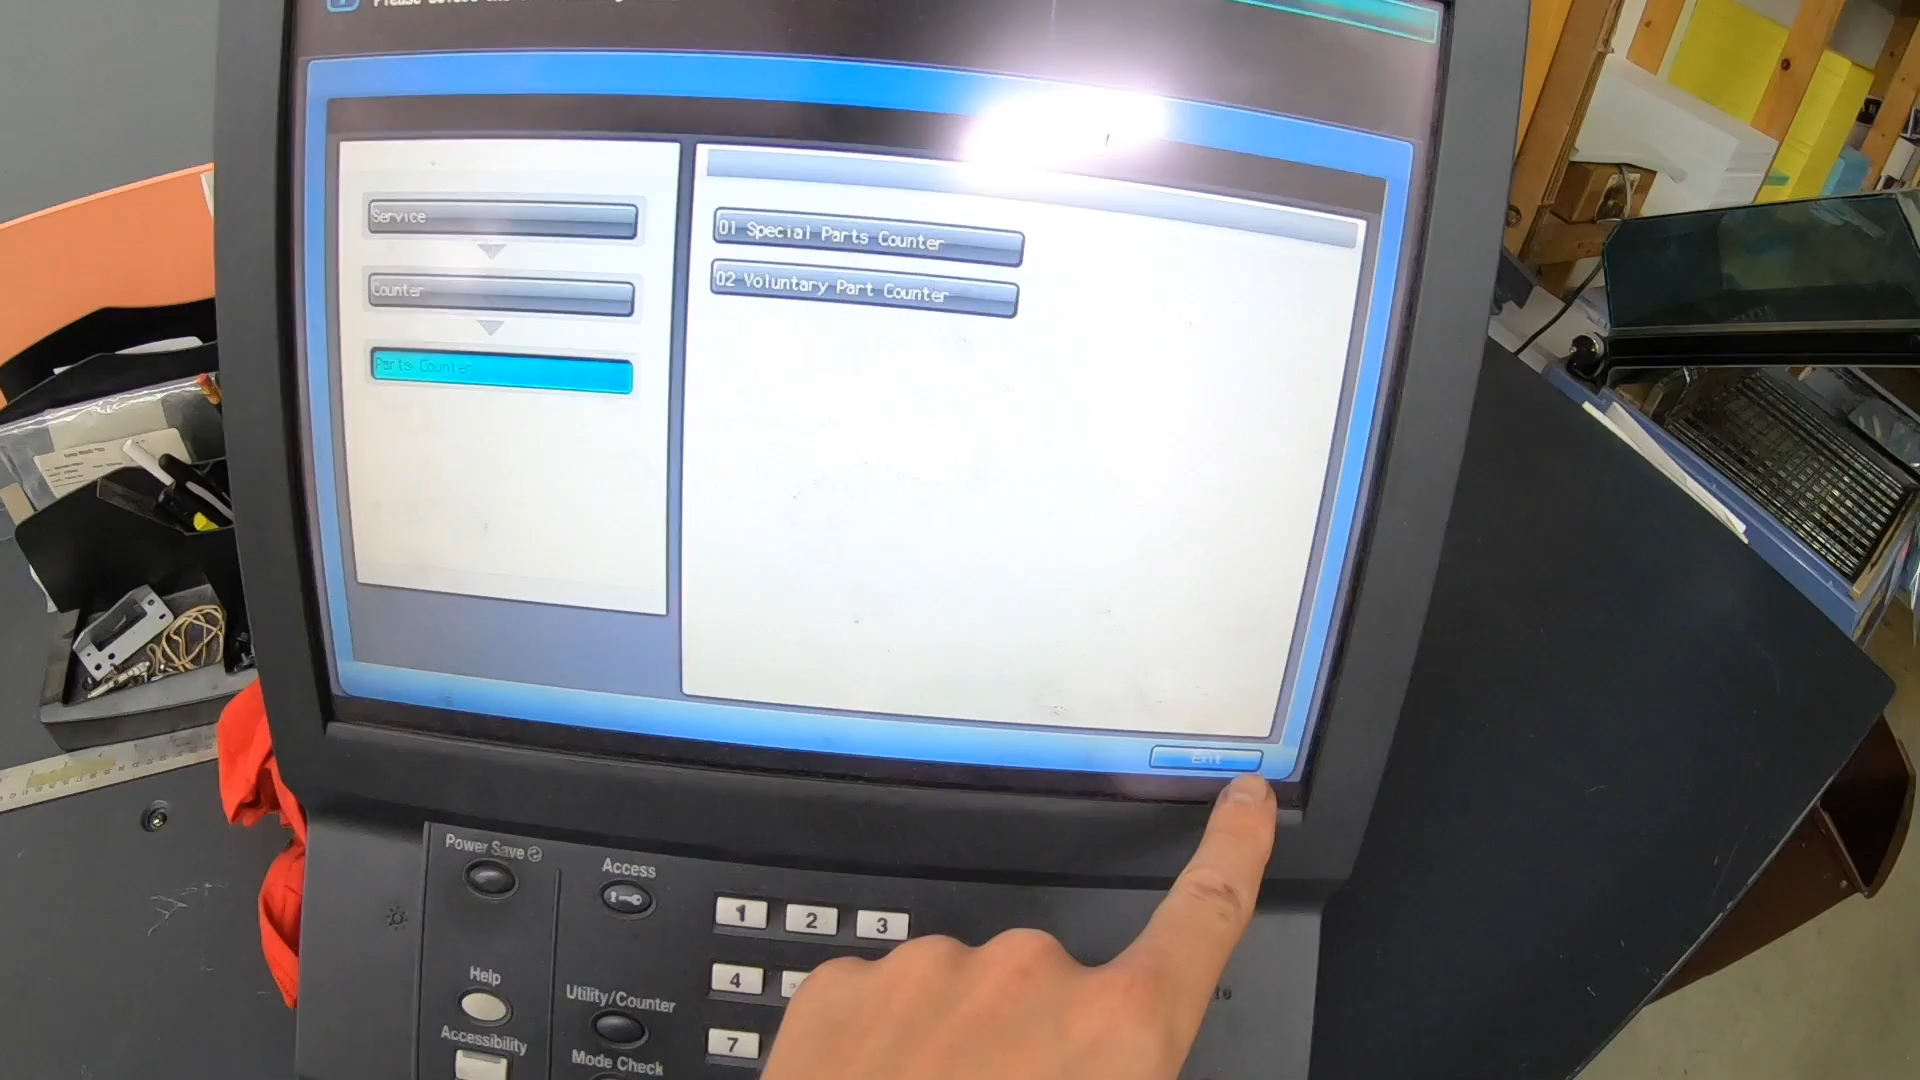 Service
Counter
Parts Counter
01 Special Parts Counter
02 Voluntary Part Counter
Exit
Power Save
Access
1 2 3
Help
4
Utility/Counter
Accessibility
7
Mode Check